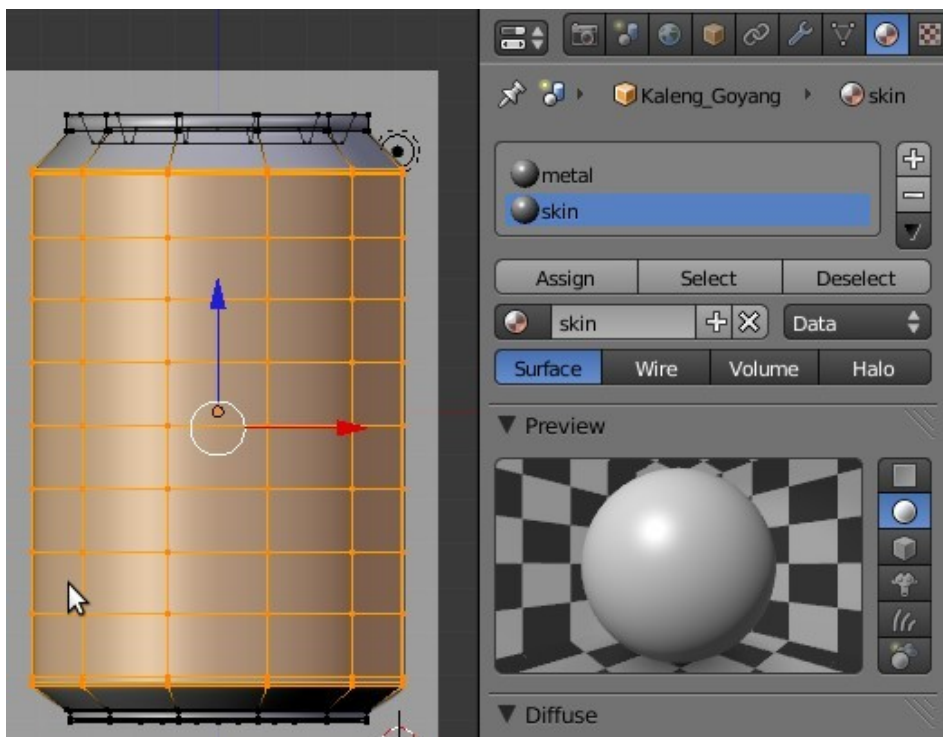 Kaleng_Goyang skin
metal
skin
Assign Select Deselect
skin Data
Surface Wire Volume Halo
Preview
Diffuse